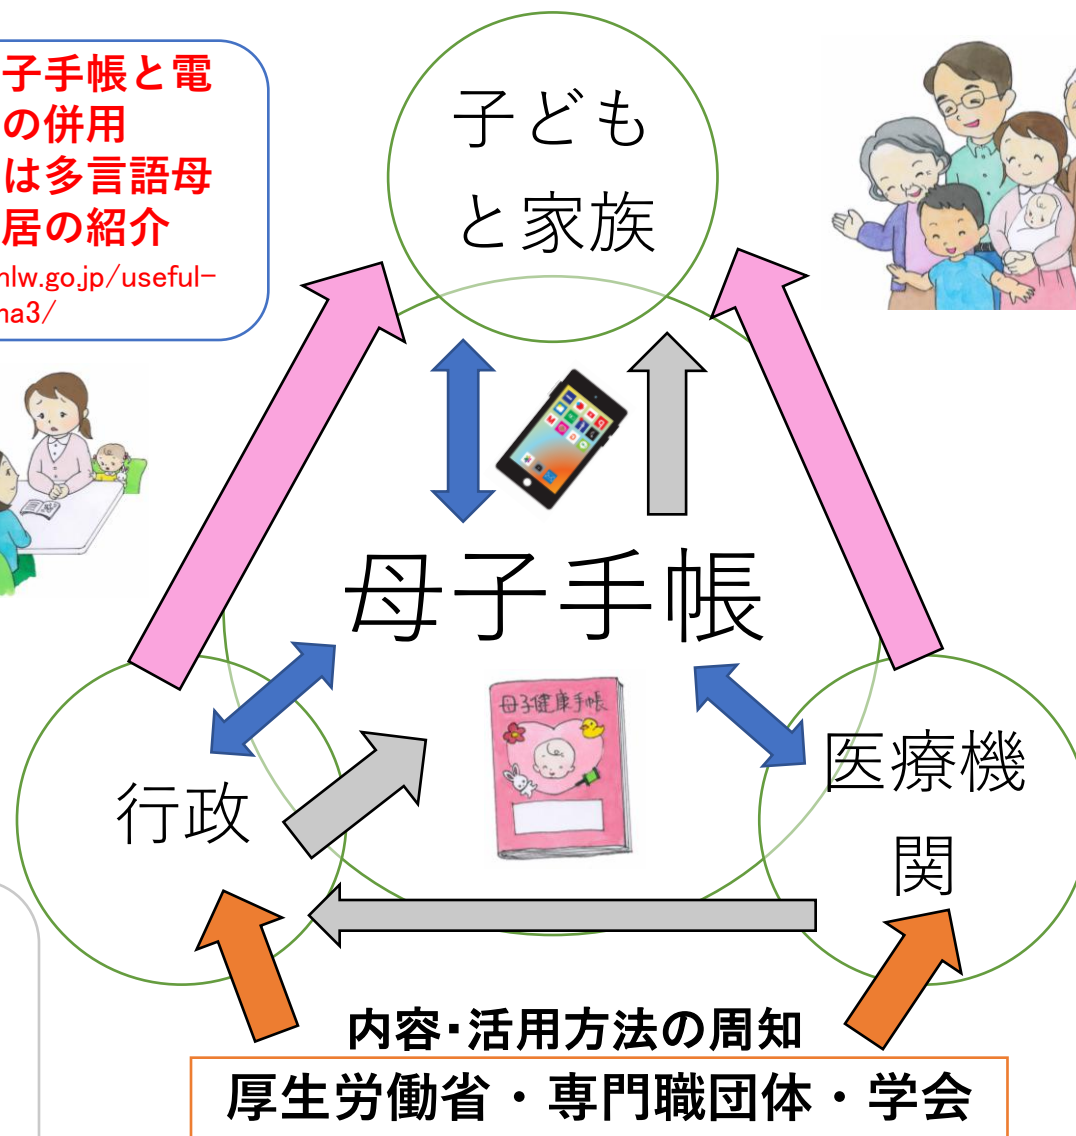 子手帳と電
の併用
は多言語母
居の紹介
nlw.go.jp/useful-
na3/
子ども
と家族
母子手帳
母子健康手帳
行政
医療機
関
内容・活用方法の周知
厚生労働省・専門職団体・学会